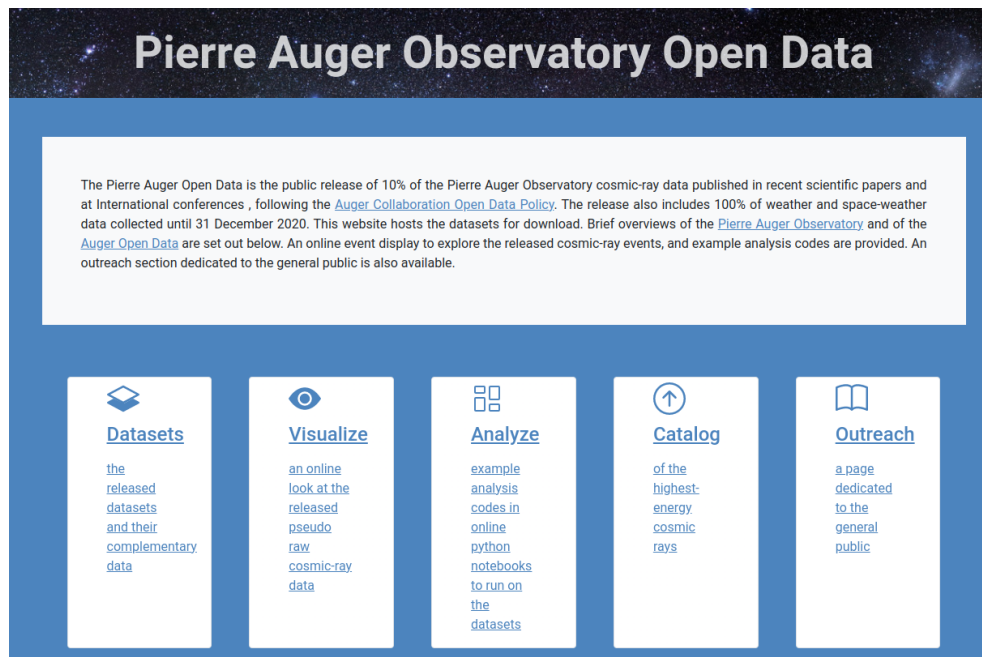 Pierre Auger Observatory Open Data
The Pierre Auger Open Data is the public release of 10% of the Pierre Auger Observatory cosmic-ray data published in recent scientific papers and
at International conferences , following the Auger Collaboration Open Data Policy. The release also includes 100% of weather and space-weather
data collected until 31 December 2020. This website hosts the datasets for download. Brief overviews of the Pierre Auger Observatory and of the
Auger Open Data are set out below. An online event display to explore the released cosmic-ray events, and example analysis codes are provided. An
outreach section dedicated to the general public is also available.
Datasets
the
released
datasets
and their
complementary
data
Visualize
an online
look at the
released
pseudo
raw
cosmic-ray
data
Analyze
example
analysis
codes in
online
python
notebooks
to run on
the
datasets
Catalog
of the
highest-
energy
cosmic
rays
Outreach
a page
dedicated
to the
general
public